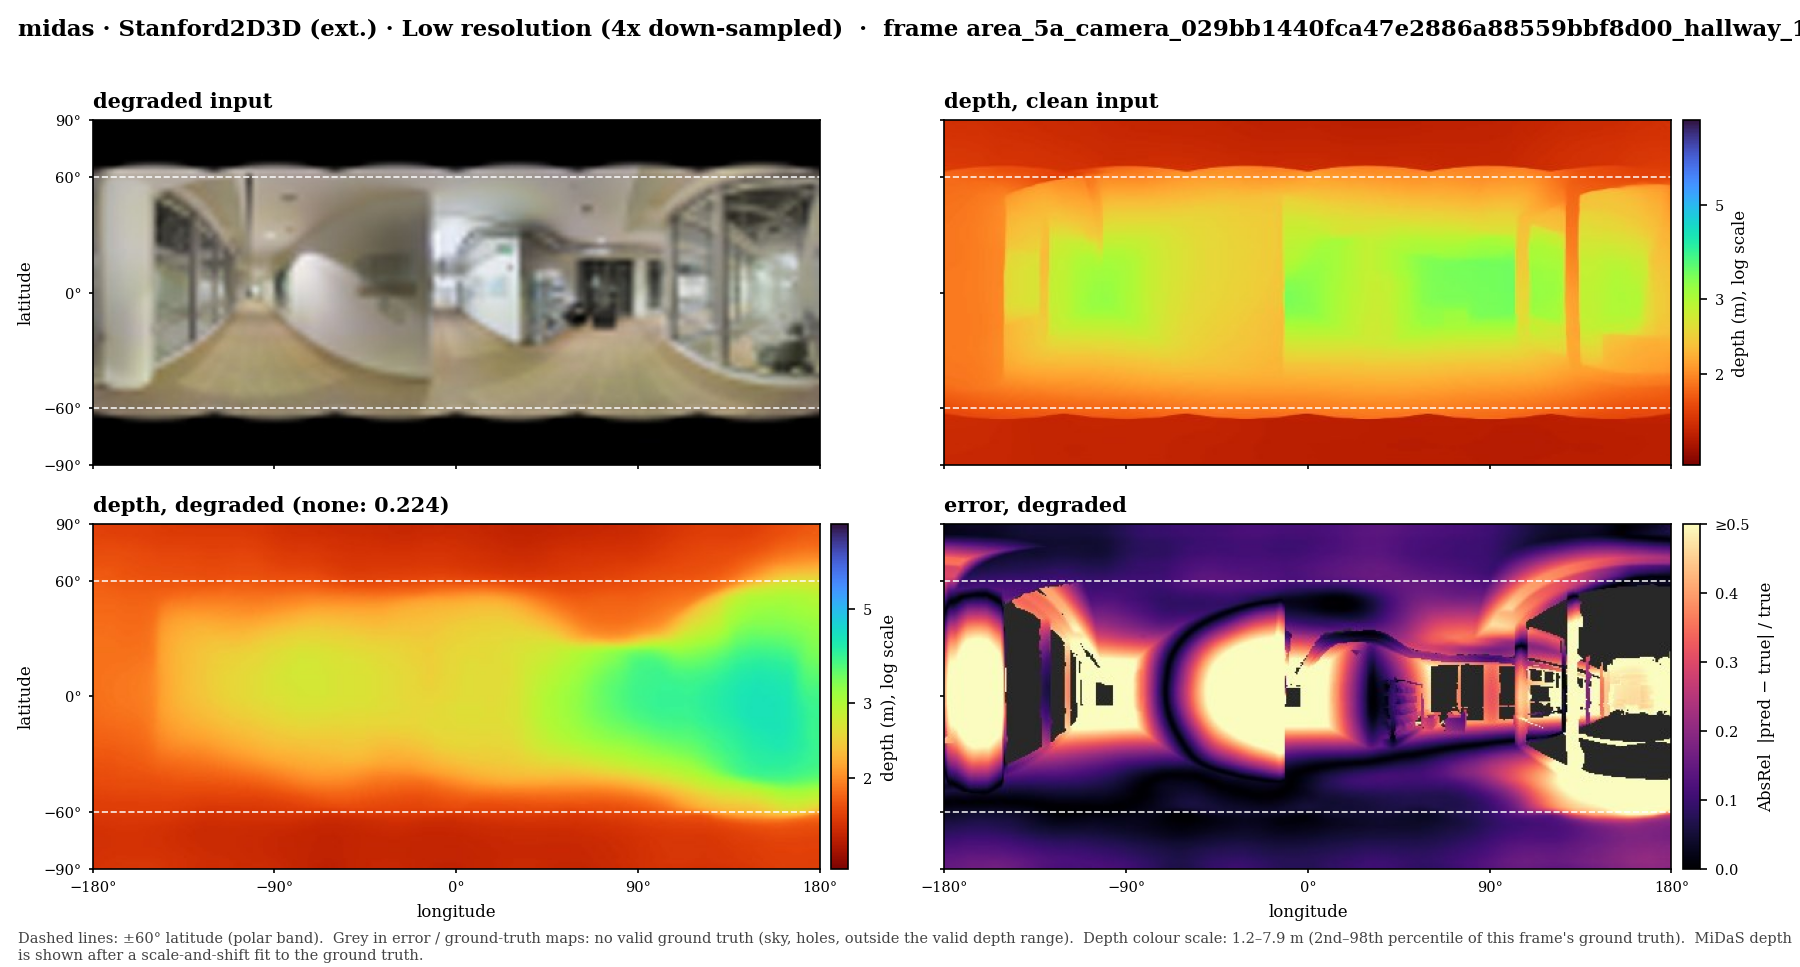 midas · Stanford2D3D (ext.) · Low resolution (4x down-sampled) · frame area_5a_camera_029bb1440fca47e2886a88559bbf8d00_hallway_1
degraded input
depth, clean input
90°
60°
0°
−60°
−90°
latitude
5
3
2
depth (m), log scale
depth, degraded (none: 0.224)
error, degraded
90°
60°
0°
−60°
−90°
latitude
−180°
−90°
0°
90°
180°
longitude
5
3
2
depth (m), log scale
−180°
−90°
0°
90°
180°
longitude
≥0.5
0.4
0.3
0.2
0.1
0.0
AbsRel |pred − true| / true
Dashed lines: ±60° latitude (polar band). Grey in error / ground-truth maps: no valid ground truth (sky, holes, outside the valid depth range). Depth colour scale: 1.2–7.9 m (2nd–98th percentile of this frame's ground truth). MiDaS depth
is shown after a scale-and-shift fit to the ground truth.